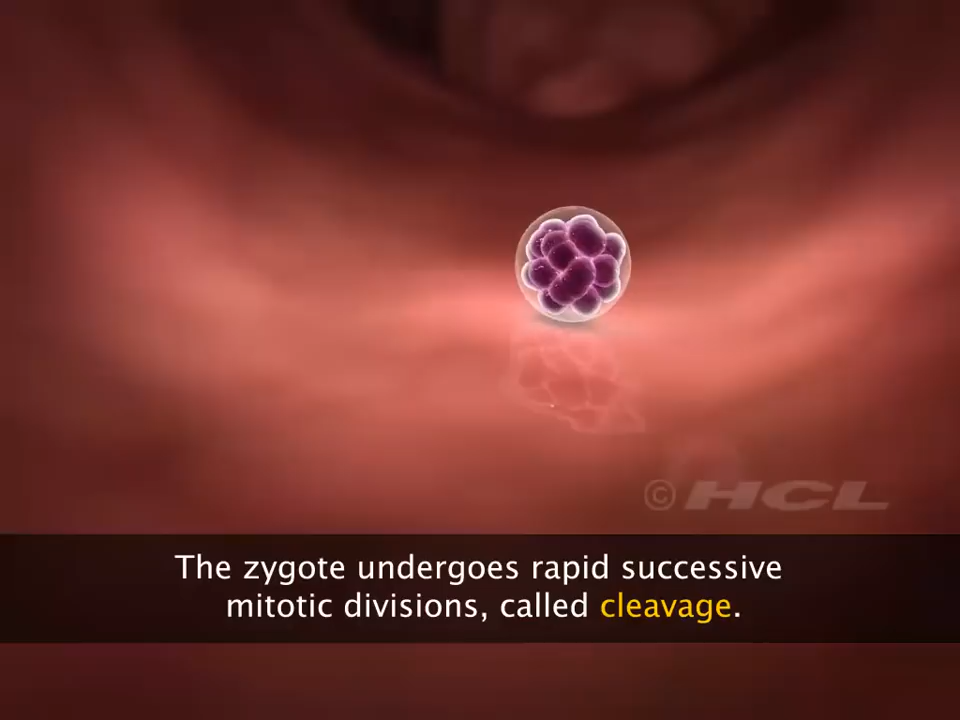 © HCL
The zygote undergoes rapid successive
mitotic divisions, called cleavage.